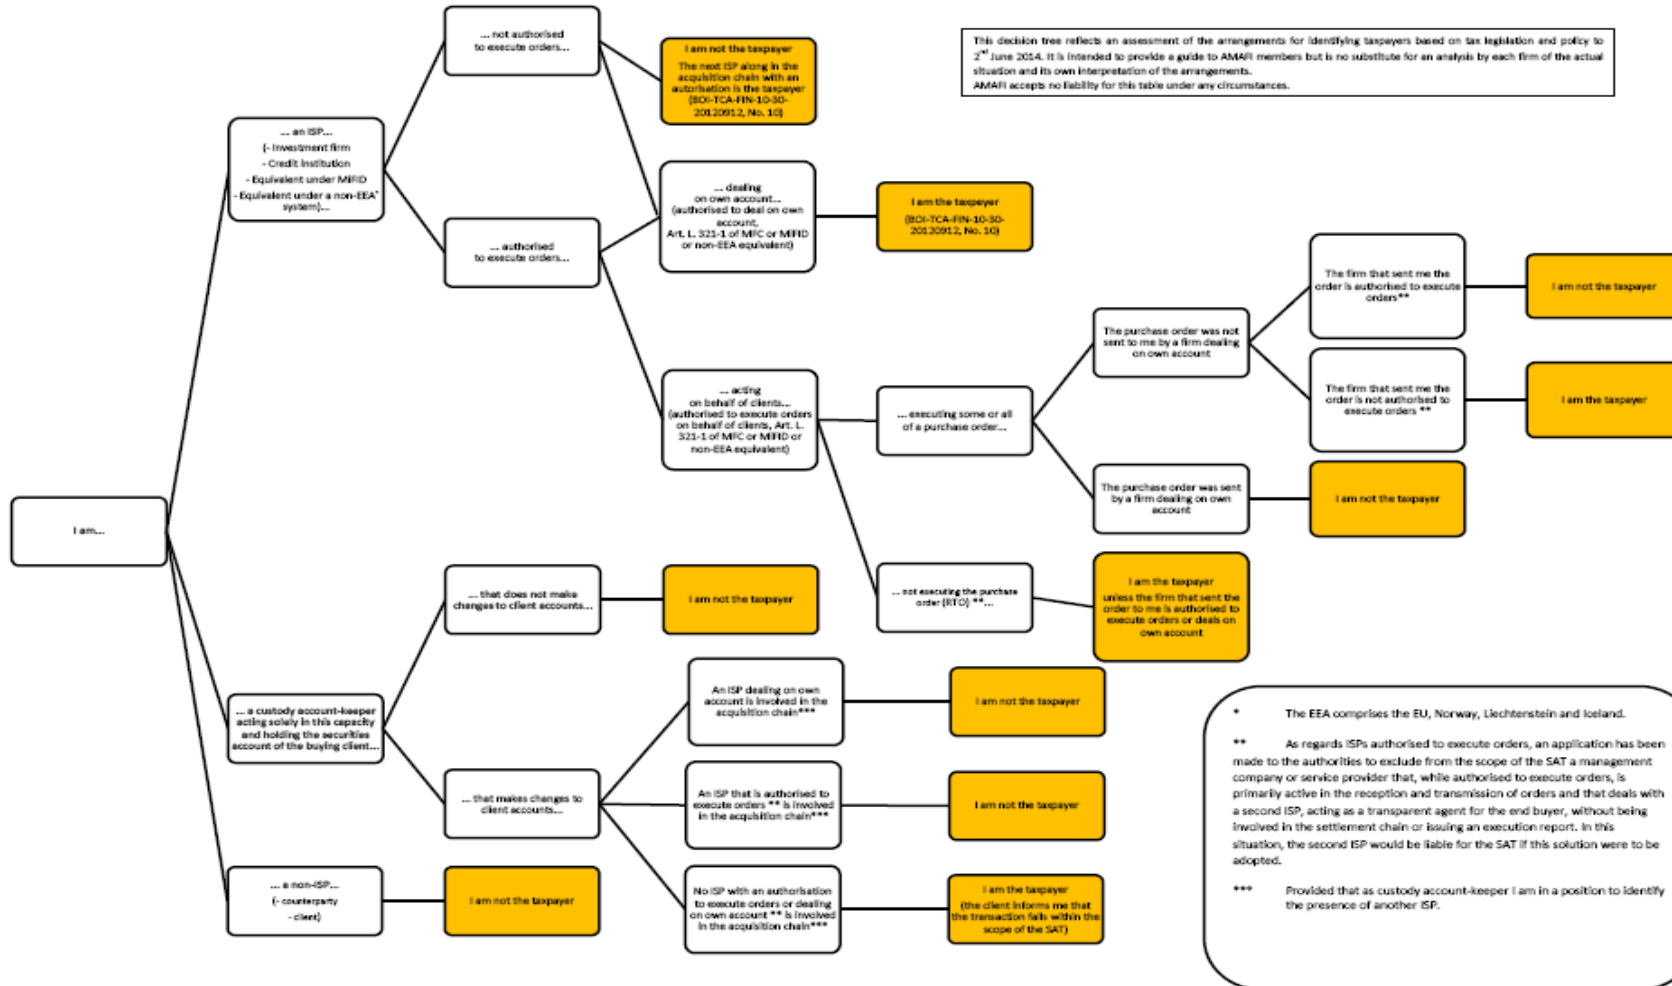 This decision tree reflects an assessment of the arrangements for identifying taxpayers based on tax legislation and policy to
2nd June 2014. It is intended to provide a guide to AMAFI members but is no substitute for an analysis by each firm of the actual
situation and its own interpretation of the arrangements.
AMAFI accepts no liability for this table under any circumstances.
I am...
... an ISP...
(- Investment firm
- Credit institution
- Equivalent under MiFID
- Equivalent under a non-EEA*
system)...
... not authorised
to execute orders...
I am not the taxpayer
The next ISP along in the
acquisition chain with an
autorisation is the taxpayer
(BOI-TCA-FIN-10-30-
20120912, No. 10)
... authorised
to execute orders...
... dealing
on own account...
(authorised to deal on own
account,
Art. L. 321-1 of MFC or MiFID
or non-EEA equivalent)
I am the taxpayer
(BOI-TCA-FIN-10-30-
20120912, No. 10)
... acting
on behalf of clients...
(authorised to execute orders
on behalf of clients, Art. L.
321-1 of MFC or MiFID or
non-EEA equivalent)
... executing some or all
of a purchase order...
The purchase order was not
sent to me by a firm dealing
on own account
The firm that sent me the
order is authorised to execute
orders**
I am not the taxpayer
The firm that sent me the
order is not authorised to
execute orders **
I am the taxpayer
The purchase order was sent
by a firm dealing on own
account
I am not the taxpayer
... not executing the purchase
order (RTO) **...
I am the taxpayer
unless the firm that sent the
order to me is authorised to
execute orders or deals on
own account
... a custody account-keeper
acting solely in this capacity
and holding the securities
account of the buying client...
... that does not make
changes to client accounts...
I am not the taxpayer
... that makes changes to
client accounts...
An ISP dealing on own
account is involved in the
acquisition chain***
I am not the taxpayer
An ISP that is authorised to
execute orders ** is involved
in the acquisition chain***
I am not the taxpayer
No ISP with an authorisation
to execute orders or dealing
on own account ** is involved
in the acquisition chain***
I am the taxpayer
(the client informs me that
the transaction falls within the
scope of the SAT)
... a non-ISP...
(- counterparty
- client)
I am not the taxpayer
* The EEA comprises the EU, Norway, Liechtenstein and Iceland.
** As regards ISPs authorised to execute orders, an application has been
made to the authorities to exclude from the scope of the SAT a management
company or service provider that, while authorised to execute orders, is
primarily active in the reception and transmission of orders and that deals with
a second ISP, acting as a transparent agent for the end buyer, without being
involved in the settlement chain or issuing an execution report. In this
situation, the second ISP would be liable for the SAT if this solution were to be
adopted.
*** Provided that as custody account-keeper I am in a position to identify
the presence of another ISP.